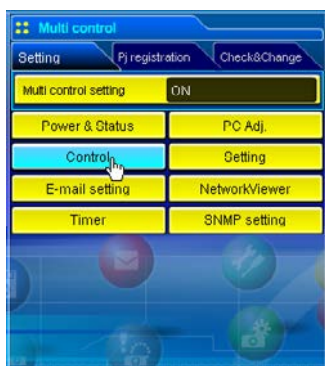 Multi control
Setting Pj registration Check&Change
Multi control setting ON
Power & Status PC Adj.
Control Setting
E-mail setting NetworkViewer
Timer SNMP setting